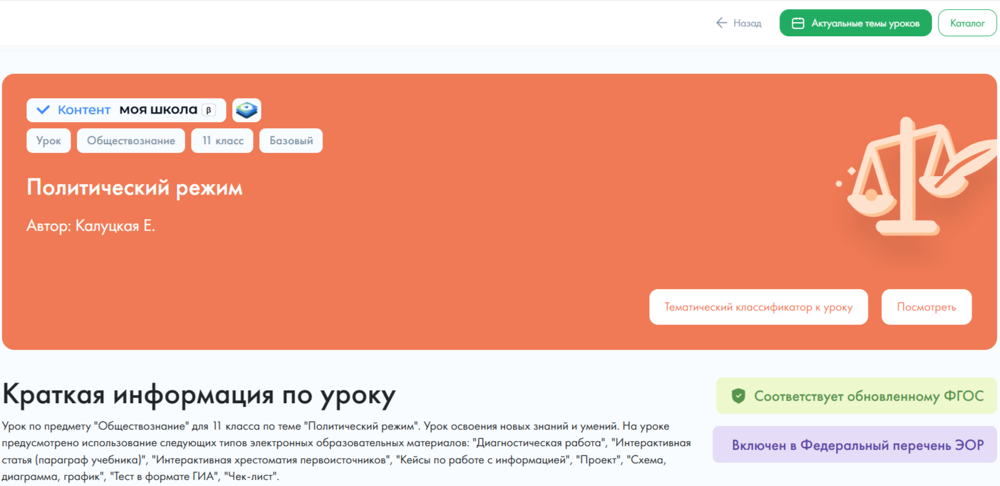 Назад
Актуальные темы уроков
Каталог
Контент моя школа β
Урок
Обществознание
11 класс
Базовый
Политический режим
Автор: Калуцкая Е.
Тематический классификатор к уроку
Посмотреть
Краткая информация по уроку
Урок по предмету "Обществознание" для 11 класса по теме "Политический режим". Урок освоения новых знаний и умений. На уроке
предусмотрено использование следующих типов электронных образовательных материалов: "Диагностическая работа", "Интерактивная
статья (параграф учебника)", "Интерактивная хрестоматия первоисточников", "Кейсы по работе с информацией", "Проект", "Схема,
диаграмма, график", "Тест в формате ГИА", "Чек-лист".
Соответствует обновленному ФГОС
Включен в Федеральный перечень ЭОР